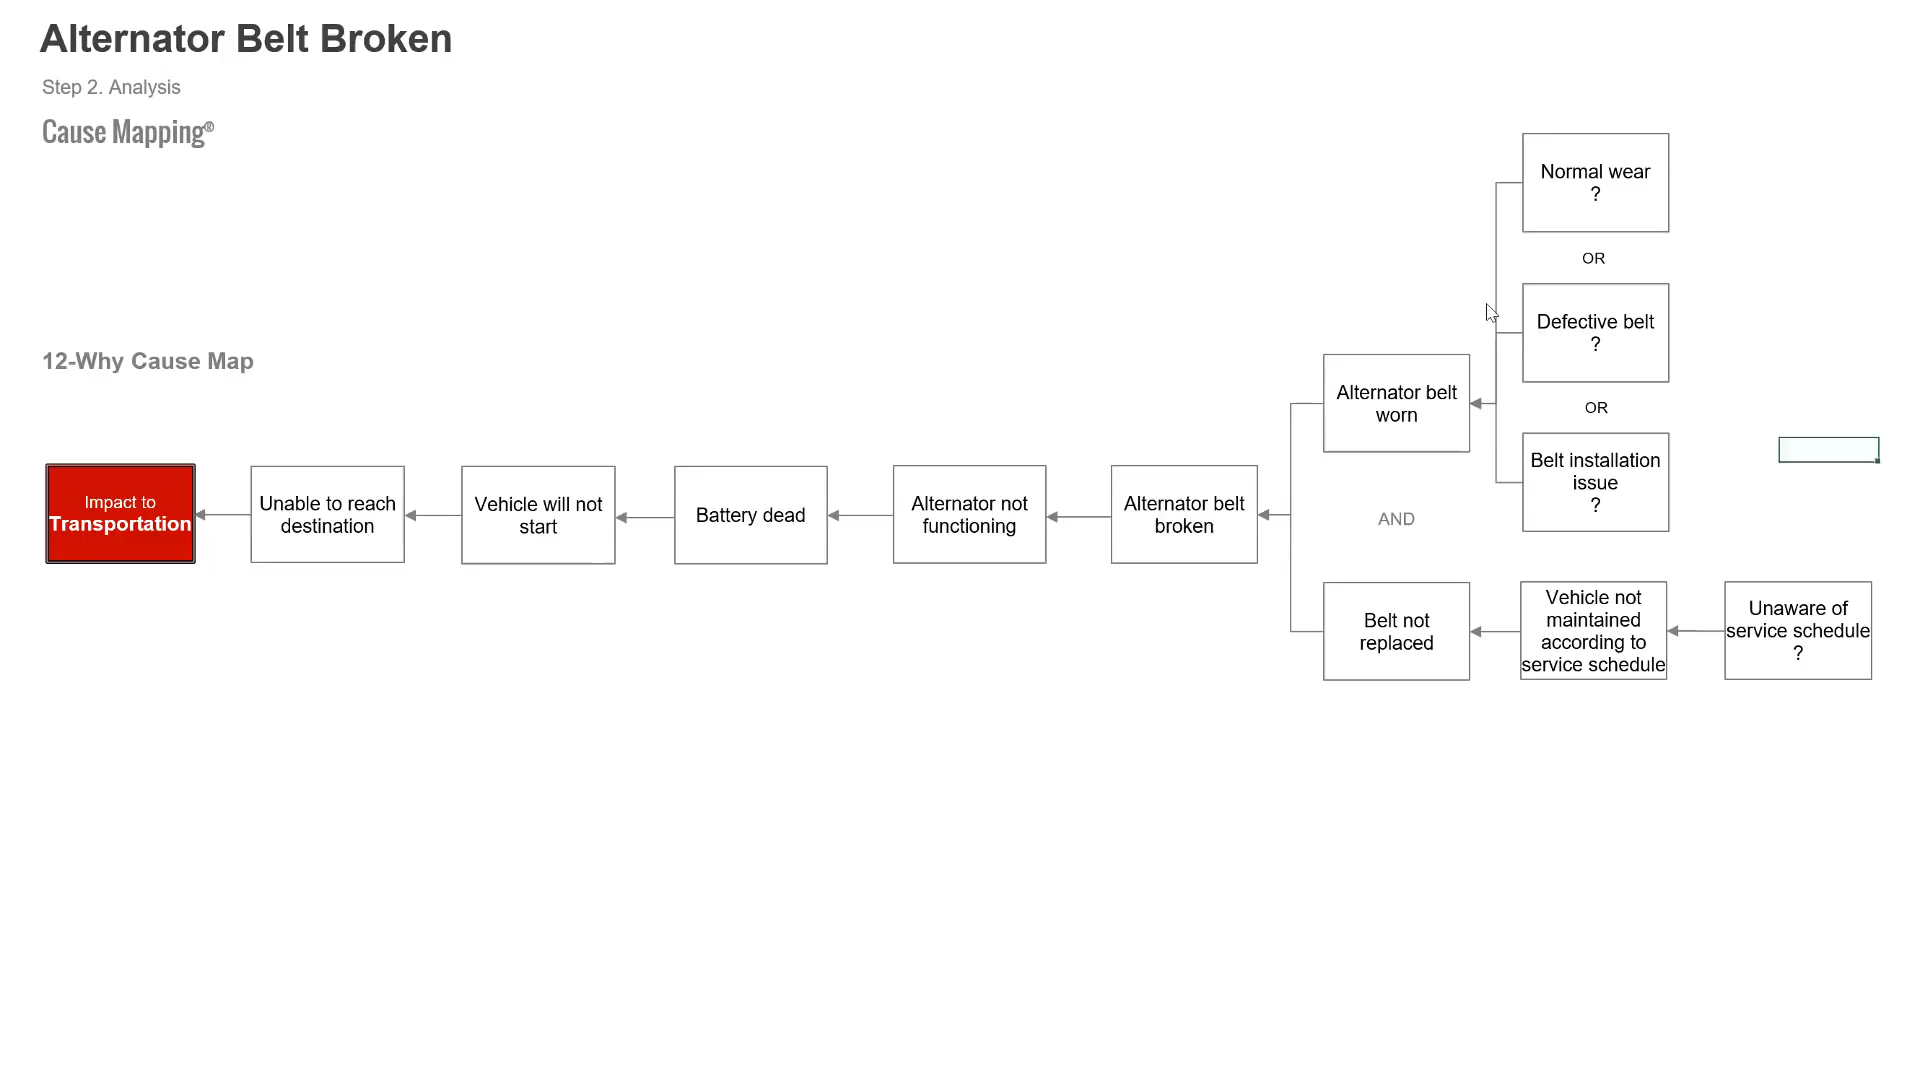 Alternator Belt Broken
Step 2. Analysis
Cause Mapping®
12-Why Cause Map
Impact to
Transportation
Unable to reach
destination
Vehicle will not
start
Battery dead
Alternator not
functioning
Alternator belt
broken
Alternator belt
worn
AND
Belt not
replaced
Normal wear
?
OR
Defective belt
?
OR
Belt installation
issue
?
Vehicle not
maintained
according to
service schedule
Unaware of
service schedule
?